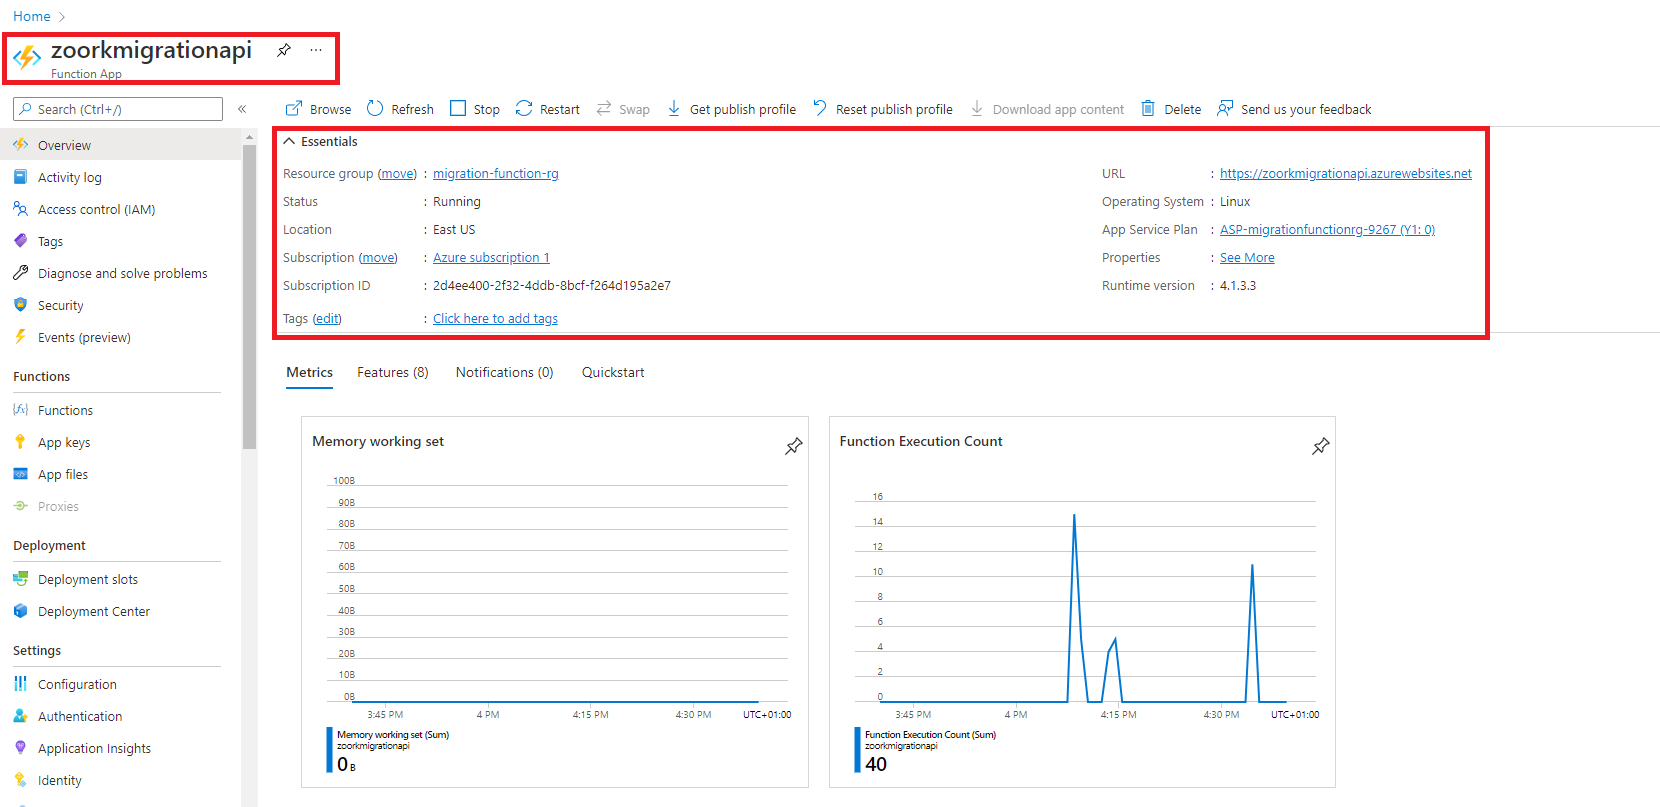 Home
zoorkmigrationapi
Function App
Search (Ctrl+/)
Browse Refresh Stop Restart Swap Get publish profile Reset publish profile Download app content Delete Send us your feedback
Overview
Activity log
Access control (IAM)
Tags
Diagnose and solve problems
Security
Events (preview)
Functions
Functions
App keys
App files
Proxies
Deployment
Deployment slots
Deployment Center
Settings
Configuration
Authentication
Application Insights
Identity
Essentials
Resource group (move) : migration-function-rg
Status : Running
Location : East US
Subscription (move) : Azure subscription 1
Subscription ID : 2d4ee400-2f32-4ddb-8bcf-f264d195a2e7
Tags (edit) : Click here to add tags
URL : https://zoorkmigrationapi.azurewebsites.net
Operating System : Linux
App Service Plan : ASP-migrationfunctionrg-9267 (Y1: 0)
Properties : See More
Runtime version : 4.1.3.3
Metrics Features (8) Notifications (0) Quickstart
Memory working set
100B
90B
80B
70B
60B
50B
40B
30B
20B
10B
0B
3:45 PM 4 PM 4:15 PM 4:30 PM UTC+01:00
Memory working set (Sum)
zoorkmigrationapi
0 B
Function Execution Count
16
14
12
10
8
6
4
2
0
3:45 PM 4 PM 4:15 PM 4:30 PM UTC+01:00
Function Execution Count (Sum)
zoorkmigrationapi
40